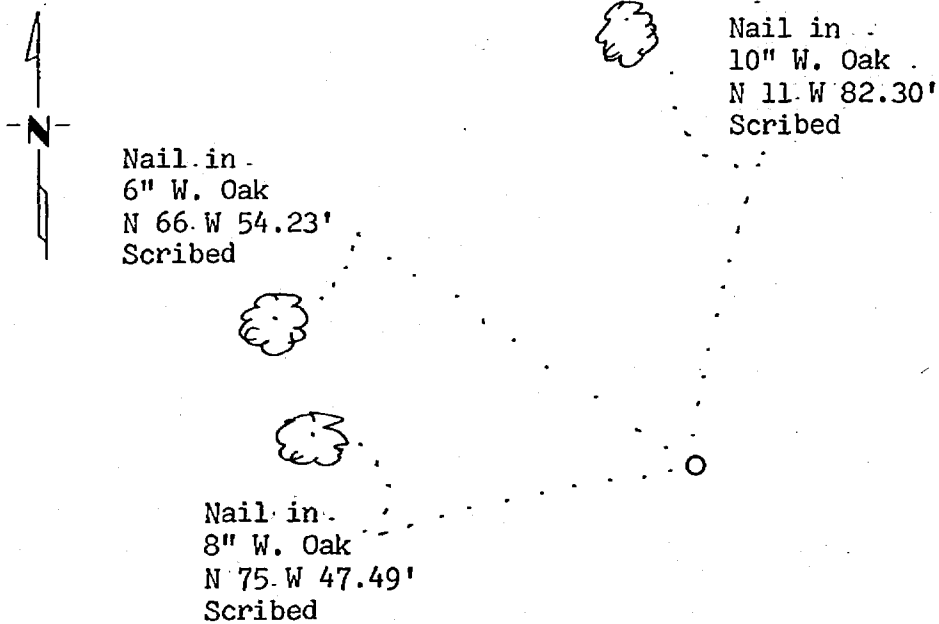 Nail in
10" W. Oak
N 11 W 82.30'
Scribed
N
Nail in
6" W. Oak
N 66 W 54.23'
Scribed
Nail in
8" W. Oak
N 75 W 47.49'
Scribed